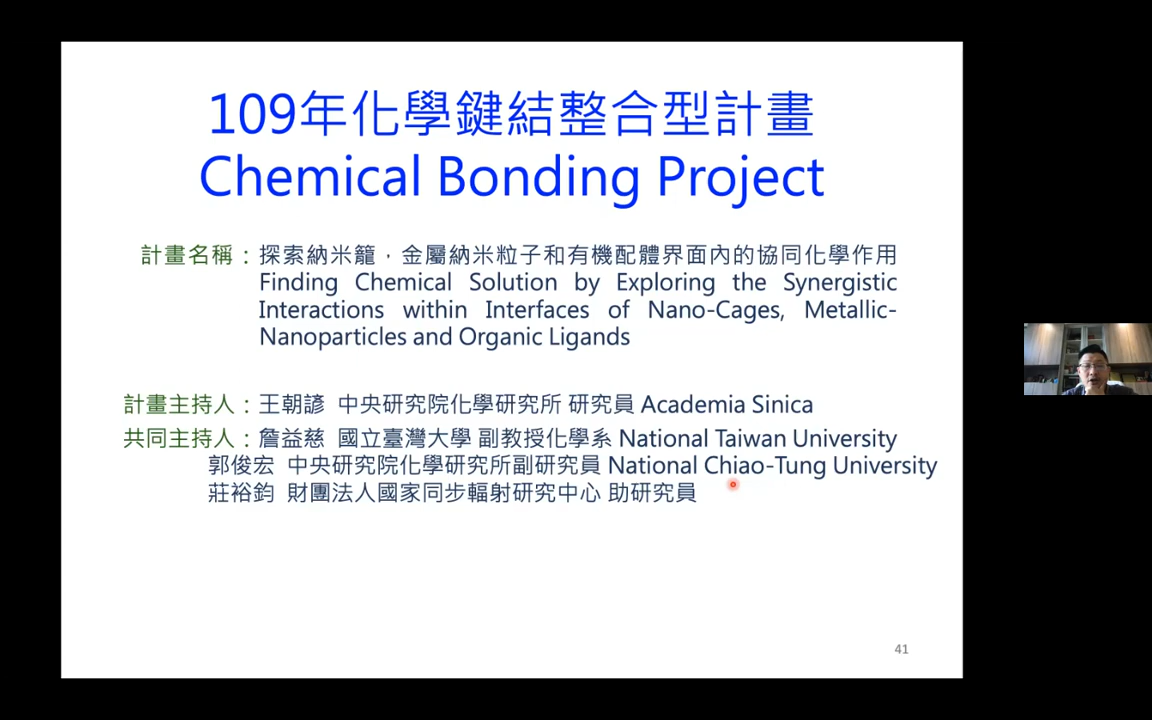 109年化學鍵結整合型計畫
Chemical Bonding Project
計畫名稱：探索納米籠，金屬納米粒子和有機配體界面內的協同化學作用
Finding Chemical Solution by Exploring the Synergistic
Interactions within Interfaces of Nano-Cages, Metallic-
Nanoparticles and Organic Ligands
計畫主持人：王朝諺 中央研究院化學研究所 研究員 Academia Sinica
共同主持人：詹益慈 國立臺灣大學 副教授化學系 National Taiwan University
郭俊宏 中央研究院化學研究所副研究員 National Chiao-Tung University
莊裕鈞 財團法人國家同步輻射研究中心 助研究員
41